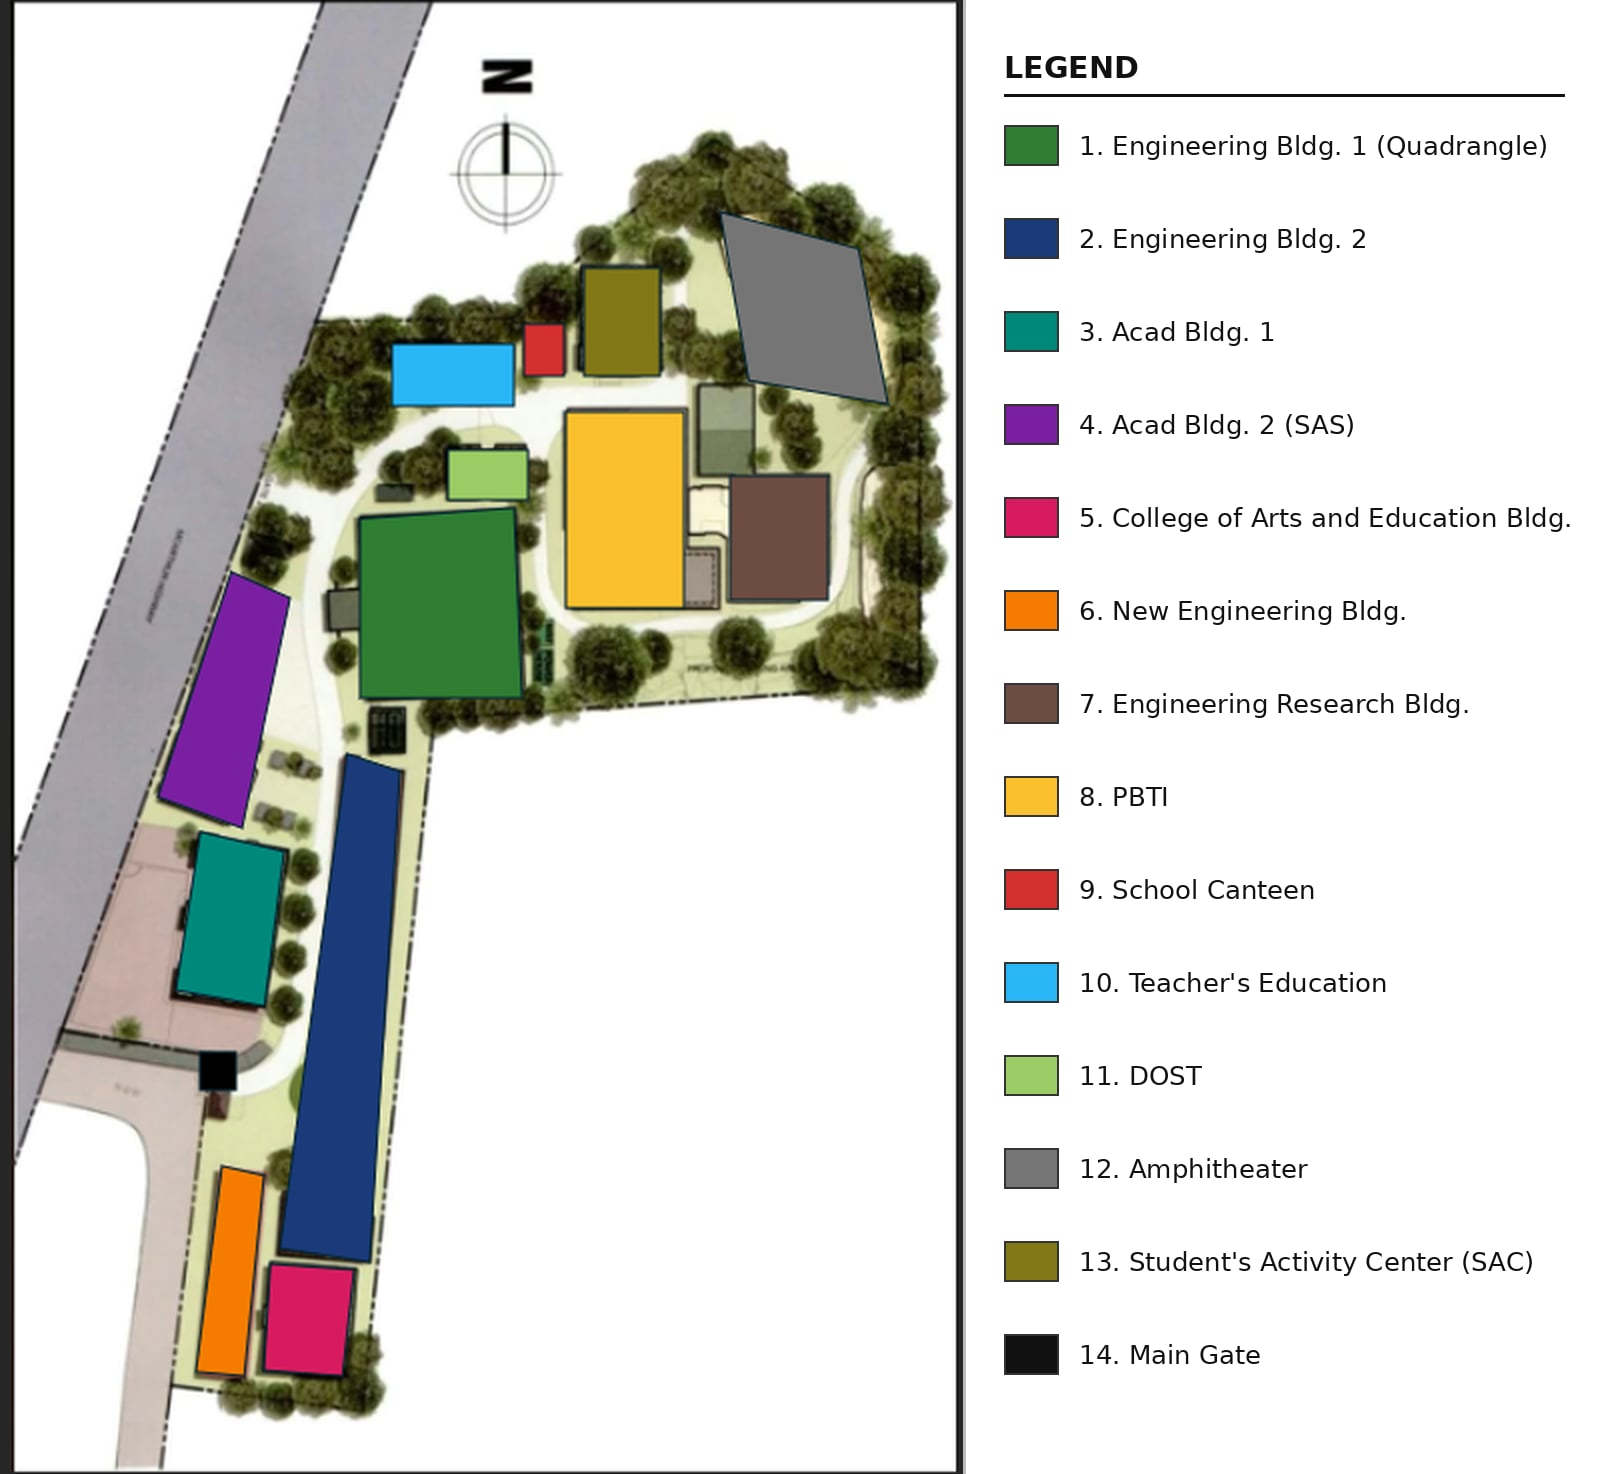 N
LEGEND
1. Engineering Bldg. 1 (Quadrangle)
2. Engineering Bldg. 2
3. Acad Bldg. 1
4. Acad Bldg. 2 (SAS)
5. College of Arts and Education Bldg.
6. New Engineering Bldg.
7. Engineering Research Bldg.
8. PBTI
9. School Canteen
10. Teacher's Education
11. DOST
12. Amphitheater
13. Student's Activity Center (SAC)
14. Main Gate